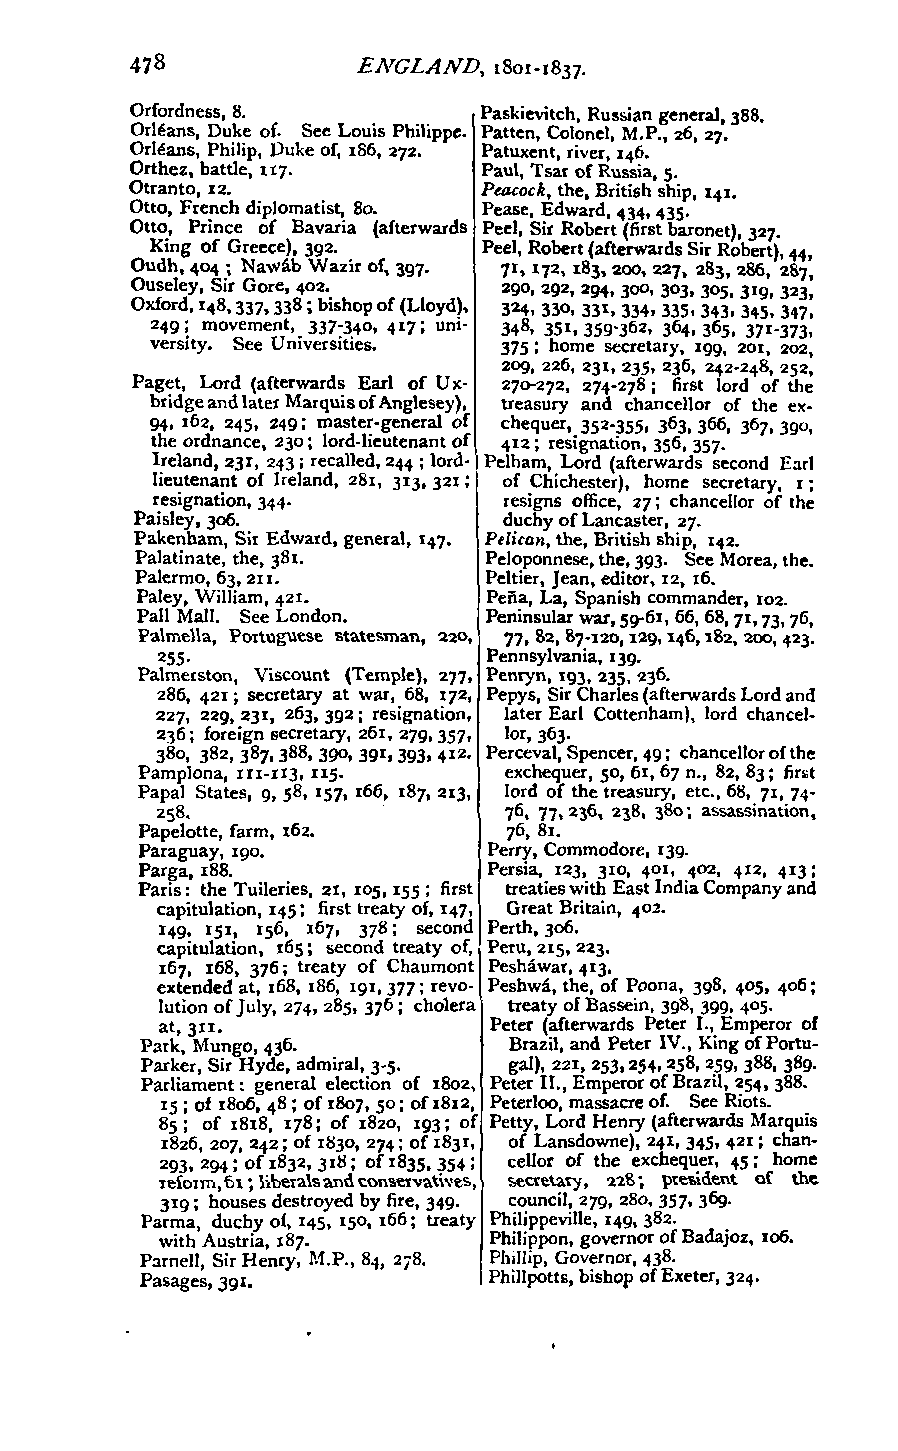 478 ENGLAND, 1801-1837.
Orfordness, 8.
Orléans, Duke of. See Louis Philippe.
Orléans, Philip, Duke of, 186, 272.
Orthez, battle, 117.
Otranto, 12.
Otto, French diplomatist, 80.
Otto, Prince of Bavaria (afterwards
King of Greece), 392.
Oudh, 404; Nawáb Wazir of, 397.
Ouseley, Sir Gore, 402.
Oxford, 148, 337, 338; bishop of (Lloyd),
249; movement, 337-340, 417; uni-
versity. See Universities.
Paget, Lord (afterwards Earl of Ux-
bridge and later Marquis of Anglesey),
94, 162, 245, 249; master-general of
the ordnance, 230; lord-lieutenant of
Ireland, 231, 243; recalled, 244; lord-
lieutenant of Ireland, 281, 313, 321;
resignation, 344.
Paisley, 306.
Pakenham, Sir Edward, general, 147.
Palatinate, the, 381.
Palermo, 63, 211.
Paley, William, 421.
Pall Mall. See London.
Palmella, Portuguese statesman, 220,
255.
Palmerston, Viscount (Temple), 277,
286, 421; secretary at war, 68, 172,
227, 229, 231, 263, 392; resignation,
236; foreign secretary, 261, 279, 357,
380, 382, 387, 388, 390, 391, 393, 412.
Pamplona, 111-113, 115.
Papal States, 9, 58, 157, 166, 187, 213,
258.
Papelotte, farm, 162.
Paraguay, 190.
Parga, 188.
Paris: the Tuileries, 21, 105, 155; first
capitulation, 145; first treaty of, 147,
149, 151, 156, 167, 378; second
capitulation, 165; second treaty of,
167, 168, 376; treaty of Chaumont
extended at, 168, 186, 191, 377; revo-
lution of July, 274, 285, 376; cholera
at, 311.
Park, Mungo, 436.
Parker, Sir Hyde, admiral, 3-5.
Parliament: general election of 1802,
15; of 1806, 48; of 1807, 50; of 1812,
85; of 1818, 178; of 1820, 193; of
1826, 207, 242; of 1830, 274; of 1831,
293, 294; of 1832, 318; of 1835, 354;
reform, 61; liberals and conservatives,
319; houses destroyed by fire, 349.
Parma, duchy of, 145, 150, 166; treaty
with Austria, 187.
Parnell, Sir Henry, M.P., 84, 278.
Pasages, 391.
Paskievitch, Russian general, 388.
Patten, Colonel, M.P., 26, 27.
Patuxent, river, 146.
Paul, Tsar of Russia, 5.
Peacock, the, British ship, 141.
Pease, Edward, 434, 435.
Peel, Sir Robert (first baronet), 327.
Peel, Robert (afterwards Sir Robert), 44,
71, 172, 183, 200, 227, 283, 286, 287,
290, 292, 294, 300, 303, 305, 319, 323,
324, 330, 331, 334, 335, 343, 345, 347,
348, 351, 359-362, 364, 365, 371-373,
375; home secretary, 199, 201, 202,
209, 226, 231, 235, 236, 242-248, 252,
270-272, 274-278; first lord of the
treasury and chancellor of the ex-
chequer, 352-355, 363, 366, 367, 390,
412; resignation, 356, 357.
Pelham, Lord (afterwards second Earl
of Chichester), home secretary, 1;
resigns office, 27; chancellor of the
duchy of Lancaster, 27.
Pelican, the, British ship, 142.
Peloponnese, the, 393. See Morea, the.
Peltier, Jean, editor, 12, 16.
Peña, La, Spanish commander, 102.
Peninsular war, 59-61, 66, 68, 71, 73, 76,
77, 82, 87-120, 129, 146, 182, 200, 423.
Pennsylvania, 139.
Penryn, 193, 235, 236.
Pepys, Sir Charles (afterwards Lord and
later Earl Cottenham), lord chancel-
lor, 363.
Perceval, Spencer, 49; chancellor of the
exchequer, 50, 61, 67 n., 82, 83; first
lord of the treasury, etc., 68, 71, 74-
76, 77, 236, 238, 380; assassination,
76, 81.
Perry, Commodore, 139.
Persia, 123, 310, 401, 402, 412, 413;
treaties with East India Company and
Great Britain, 402.
Perth, 306.
Peru, 215, 223.
Pesháwar, 413.
Peshwá, the, of Poona, 398, 405, 406;
treaty of Bassein, 398, 399, 405.
Peter (afterwards Peter I., Emperor of
Brazil, and Peter IV., King of Portu-
gal), 221, 253, 254, 258, 259, 388, 389.
Peter II., Emperor of Brazil, 254, 388.
Peterloo, massacre of. See Riots.
Petty, Lord Henry (afterwards Marquis
of Lansdowne), 241, 345, 421; chan-
cellor of the exchequer, 45; home
secretary, 228; president of the
council, 279, 280, 357, 369.
Philippeville, 149, 382.
Philippon, governor of Badajoz, 106.
Phillip, Governor, 438.
Phillpotts, bishop of Exeter, 324.